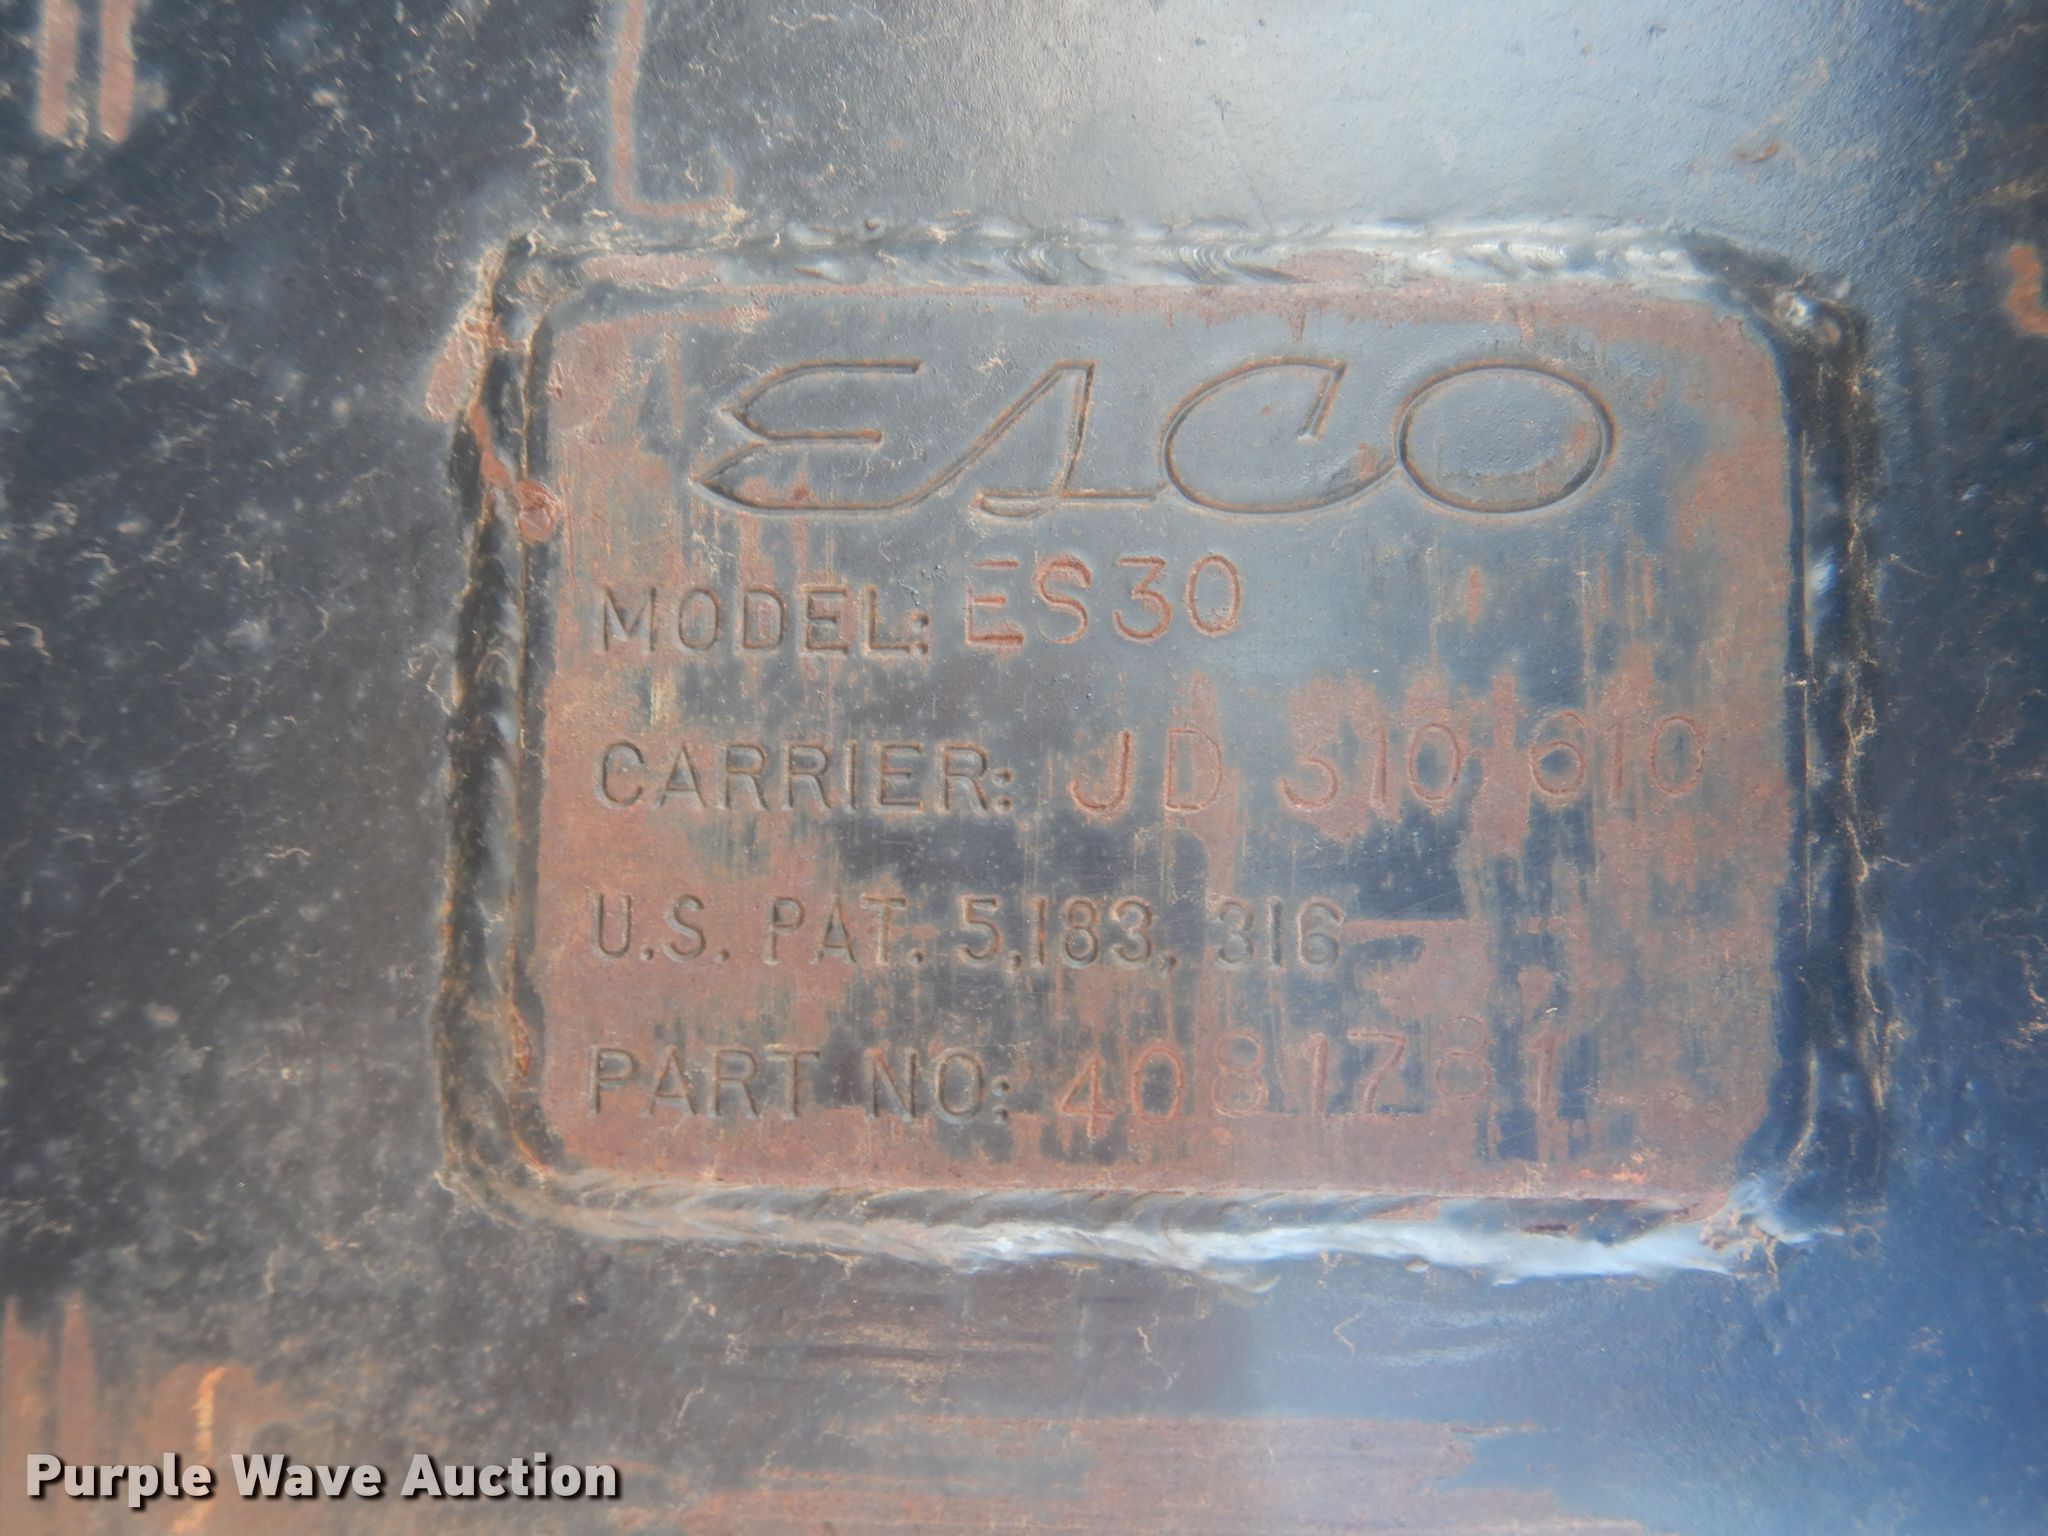 ESCO
MODEL: ES30
CARRIER: JD 310 610
U.S. PAT. 5,183,316
PART NO: 4081781
Purple Wave Auction